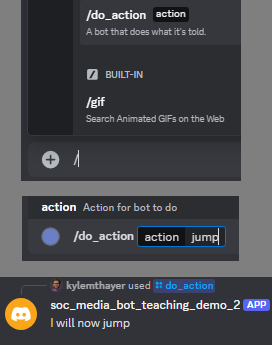 /do_action action
A bot that does what it's told.
BUILT-IN
/gif
Search Animated GIFs on the Web
/
action Action for bot to do
/do_action action jump
kylemthayer used do_action
soc_media_bot_teaching_demo_2 APP
I will now jump